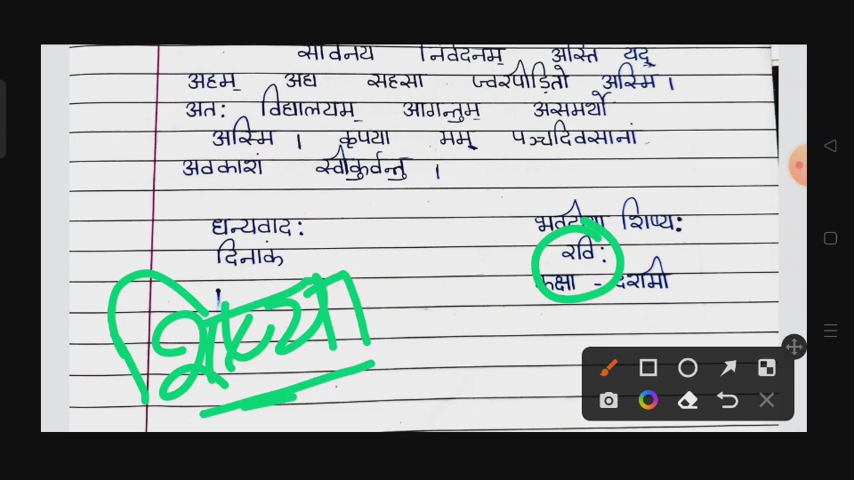 सविनय निवेदनम् अस्ति यद्
अहम् अद्य सहसा ज्वरपीड़ितो अस्मि ।
अत: विद्यालयम् आगन्तुम् असमर्थो
अस्मि । कृपया मम् पञ्चदिवसानां
अवकाशं स्वीकुर्वन्तु ।
धन्यवाद: भवदीया शिष्य:
दिनांक रवि:
कक्षा - दशमी
शिष्या